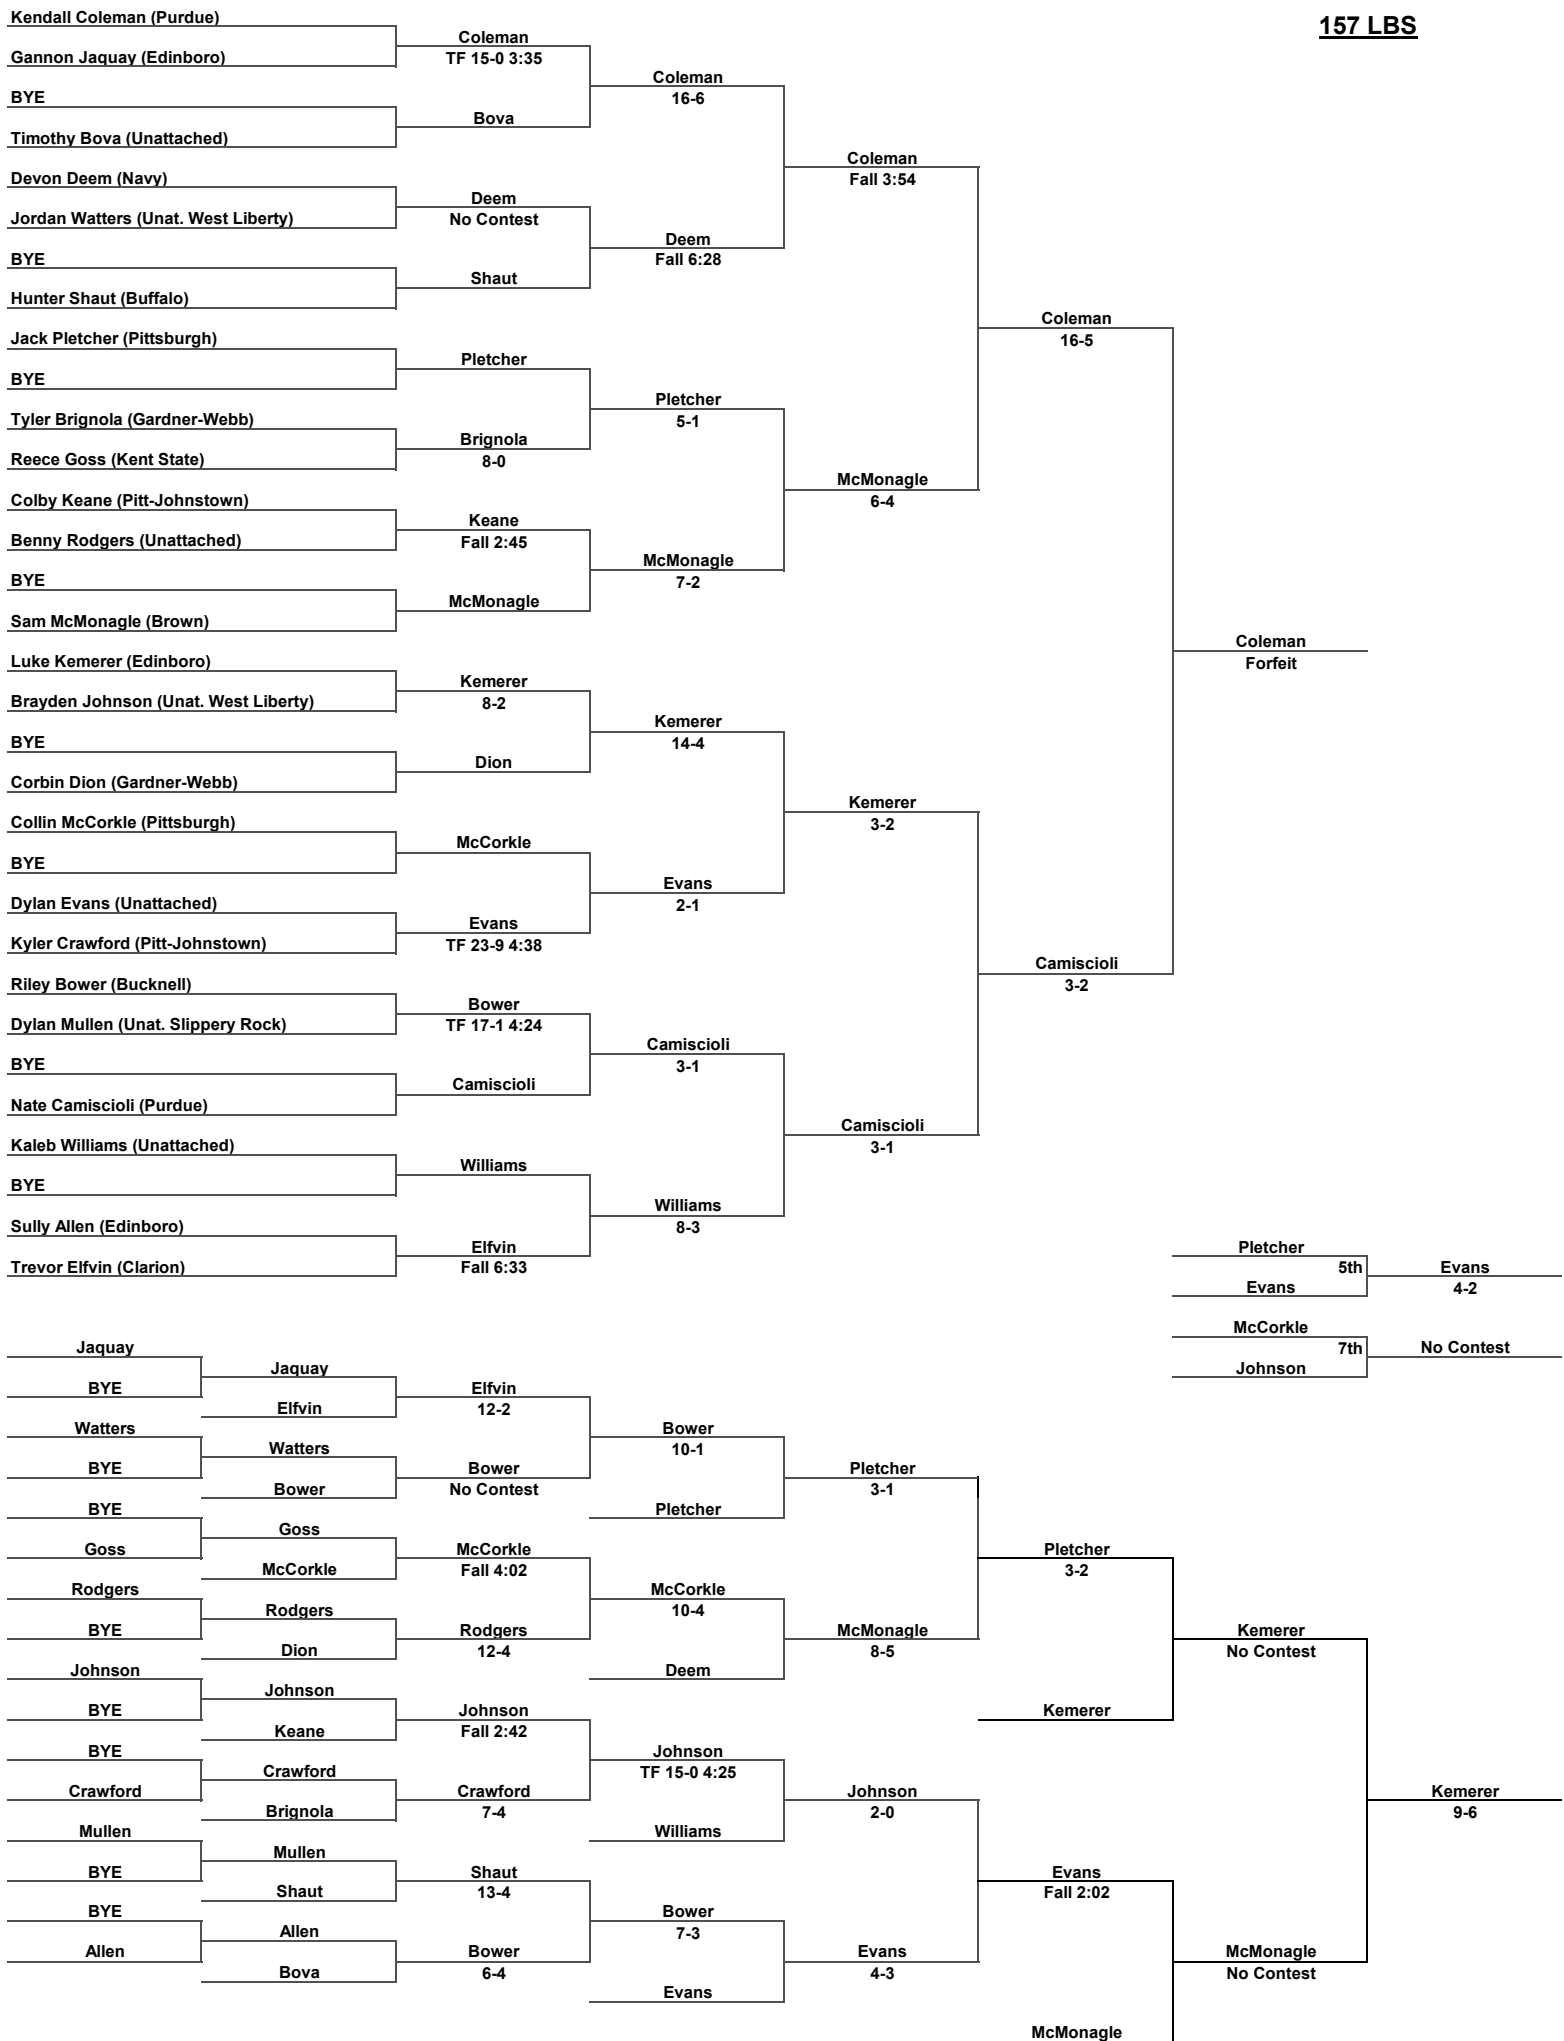 157 LBS
Kendall Coleman (Purdue)
Gannon Jaquay (Edinboro)
BYE
Timothy Bova (Unattached)
Devon Deem (Navy)
Jordan Watters (Unat. West Liberty)
BYE
Hunter Shaut (Buffalo)
Jack Pletcher (Pittsburgh)
BYE
Tyler Brignola (Gardner-Webb)
Reece Goss (Kent State)
Colby Keane (Pitt-Johnstown)
Benny Rodgers (Unattached)
BYE
Sam McMonagle (Brown)
Luke Kemerer (Edinboro)
Brayden Johnson (Unat. West Liberty)
BYE
Corbin Dion (Gardner-Webb)
Collin McCorkle (Pittsburgh)
BYE
Dylan Evans (Unattached)
Kyler Crawford (Pitt-Johnstown)
Riley Bower (Bucknell)
Dylan Mullen (Unat. Slippery Rock)
BYE
Nate Camiscioli (Purdue)
Kaleb Williams (Unattached)
BYE
Sully Allen (Edinboro)
Trevor Elfvin (Clarion)
Coleman
TF 15-0 3:35
Bova
Deem
No Contest
Shaut
Pletcher
Brignola
8-0
Keane
Fall 2:45
McMonagle
Kemerer
8-2
Dion
McCorkle
Evans
TF 23-9 4:38
Bower
TF 17-1 4:24
Camiscioli
Williams
Elfvin
Fall 6:33
Coleman
16-6
Deem
Fall 6:28
Pletcher
5-1
McMonagle
7-2
Kemerer
14-4
Evans
2-1
Camiscioli
3-1
Williams
8-3
Coleman
Fall 3:54
McMonagle
6-4
Kemerer
3-2
Camiscioli
3-1
Coleman
16-5
Camiscioli
3-2
Coleman
Forfeit
Pletcher
5th
Evans
Evans
4-2
McCorkle
7th
Johnson
No Contest
Jaquay
BYE
Watters
BYE
BYE
Goss
Rodgers
BYE
Johnson
BYE
BYE
Crawford
Mullen
BYE
BYE
Allen
Jaquay
Elfvin
Watters
Bower
Goss
McCorkle
Rodgers
Dion
Johnson
Keane
Crawford
Brignola
Mullen
Shaut
Allen
Bova
Elfvin
12-2
Bower
No Contest
McCorkle
Fall 4:02
Rodgers
12-4
Johnson
Fall 2:42
Crawford
7-4
Shaut
13-4
Bower
6-4
Bower
10-1
Pletcher
McCorkle
10-4
Deem
Johnson
TF 15-0 4:25
Williams
Bower
7-3
Evans
Pletcher
3-1
McMonagle
8-5
Johnson
2-0
Evans
4-3
Pletcher
3-2
Kemerer
Evans
Fall 2:02
McMonagle
Kemerer
No Contest
McMonagle
No Contest
Kemerer
9-6